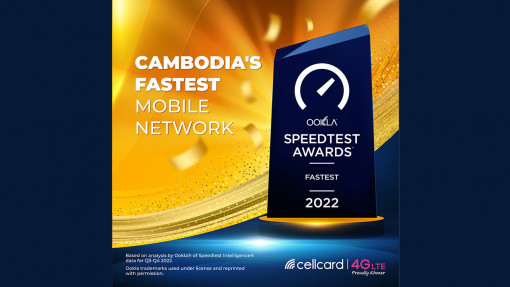 CAMBODIA'S
FASTEST
MOBILE
NETWORK
OOKLA
SPEEDTEST
AWARDS™
FASTEST
2022
Based on analysis by Ookla® of Speedtest Intelligence®
data for Q3-Q4 2022.
Ookla trademarks used under license and reprinted
with permission.
cellcard
4G LTE
Proudly Khmer